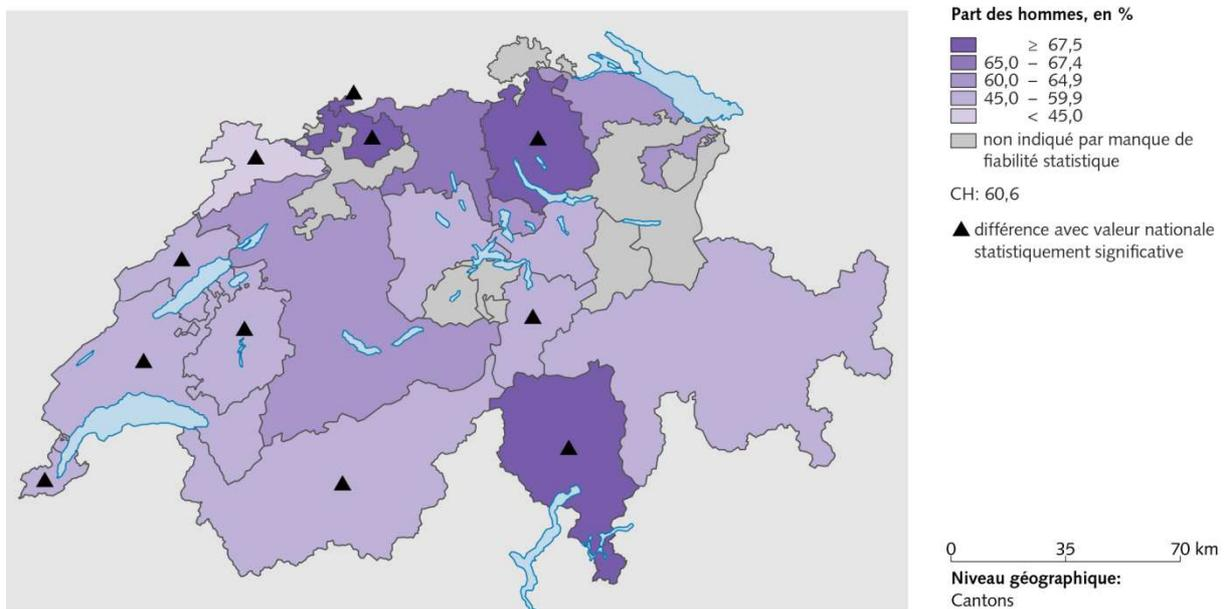 Part des hommes, en %
≥ 67,5
65,0 – 67,4
60,0 – 64,9
45,0 – 59,9
< 45,0
non indiqué par manque de
fiabilité statistique
CH: 60,6
différence avec valeur nationale
statistiquement significative
0 35 70 km
Niveau géographique:
Cantons